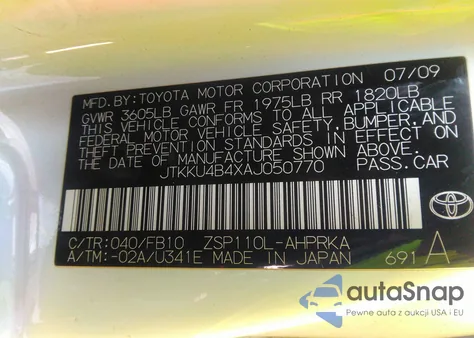 MFD. BY: TOYOTA MOTOR CORPORATION 07/09
GVWR 3605LB GAWR FR 1975LB RR 1820LB
THIS VEHICLE CONFORMS TO ALL APPLICABLE
FEDERAL MOTOR VEHICLE SAFETY, BUMPER, AND
THEFT PREVENTION STANDARDS IN EFFECT ON
THE DATE OF MANUFACTURE SHOWN ABOVE.
JTKKU4B4XAJ050770 PASS.CAR
C/TR:040/FB10 ZSP110L-AHPRKA
A/TM:-02A/U341E MADE IN JAPAN 691 A
TOYOTA
autoSnap
Pewne auta z aukcji USA i EU